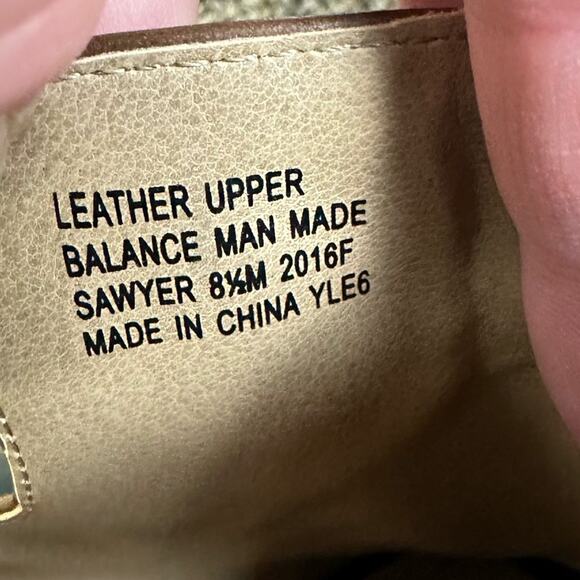 LEATHER UPPER
BALANCE MAN MADE
SAWYER 8½M 2016F
MADE IN CHINA YLE6